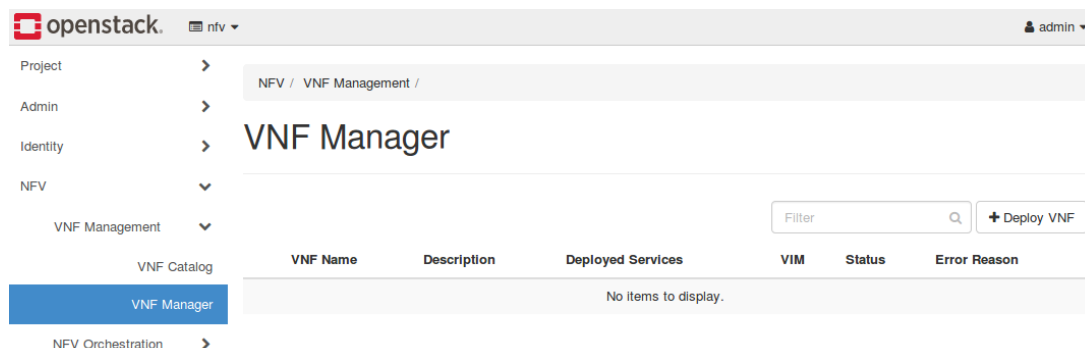 openstack. nfv admin
Project
NFV / VNF Management /
Admin
VNF Manager
Identity
NFV
Filter + Deploy VNF
VNF Management
VNF Name Description Deployed Services VIM Status Error Reason
VNF Catalog
No items to display.
VNF Manager
NFV Orchestration